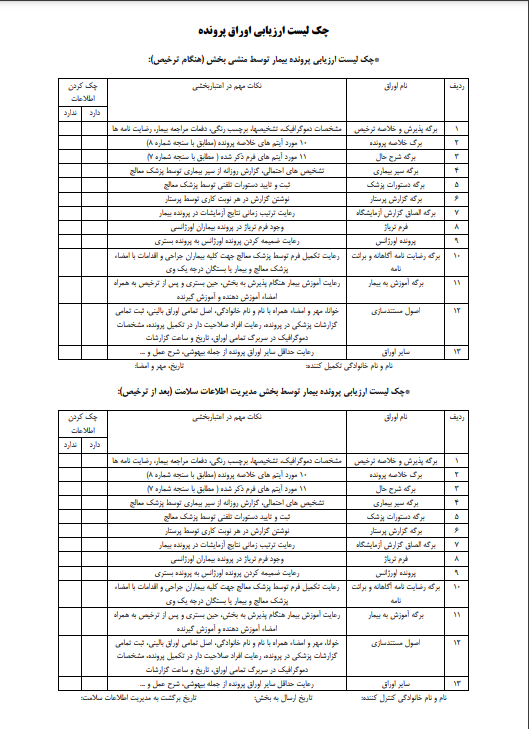 چک لیست ارزیابی اوراق پرونده
*چک لیست ارزیابی پرونده بیمار توسط منشی بخش (هنگام ترخیص):
ردیف نام اوراق نکات مهم در اعتباربخشی چک کردن اطلاعات
دارد ندارد
۱ برگه پذیرش و خلاصه ترخیص مشخصات دموگرافیک، تشخیصها، برچسب رنگی، دفعات مراجعه بیمار، رضایت نامه ها
۲ برگ خلاصه پرونده ۱۰ مورد آیتم های خلاصه پرونده (مطابق با سنجه شماره ۸)
۳ برگه شرح حال ۱۱ مورد آیتم های فرم ذکر شده ( مطابق با سنجه شماره ۷)
۴ برگه سیر بیماری تشخیص های احتمالی، گزارش روزانه از سیر بیماری توسط پزشک معالج
۵ برگه دستورات پزشک ثبت و تایید دستورات تلفنی توسط پزشک معالج
۶ برگه گزارش پرستار نوشتن گزارش در هر نوبت کاری توسط پرستار
۷ برگه الصاق گزارش آزمایشگاه رعایت ترتیب زمانی نتایج آزمایشات در پرونده بیمار
۸ فرم تریاژ وجود فرم تریاژ در پرونده بیماران اورژانسی
۹ پرونده اورژانس رعایت ضمیمه کردن پرونده اورژانس به پرونده بستری
۱۰ برگه رضایت نامه آگاهانه و برائت نامه رعایت تکمیل فرم توسط پزشک معالج جهت کلیه بیماران جراحی و اقدامات با امضاء
پزشک معالج و بیمار یا بستگان درجه یک وی
۱۱ برگه آموزش به بیمار رعایت آموزش بیمار هنگام پذیرش به بخش، حین بستری و پس از ترخیص به همراه
امضاء آموزش دهنده و آموزش گیرنده
۱۲ اصول مستندسازی خوانا، مهر و امضاء همراه با نام و نام خانوادگی، اصل تمامی اوراق بالینی، ثبت تمامی
گزارشات پزشکی در پرونده، رعایت افراد صلاحیت دار در تکمیل پرونده، مشخصات
دموگرافیک در سربرگ تمامی اوراق، تاریخ و ساعت گزارشات
۱۳ سایر اوراق رعایت حداقل سایر اوراق پرونده از جمله بیهوشی، شرح عمل و ...
نام و نام خانوادگی تکمیل کننده: تاریخ، مهر و امضا:
*چک لیست ارزیابی پرونده بیمار توسط بخش مدیریت اطلاعات سلامت (بعد از ترخیص):
ردیف نام اوراق نکات مهم در اعتباربخشی چک کردن اطلاعات
دارد ندارد
۱ برگه پذیرش و خلاصه ترخیص مشخصات دموگرافیک، تشخیصها، برچسب رنگی، دفعات مراجعه بیمار، رضایت نامه ها
۲ برگ خلاصه پرونده ۱۰ مورد آیتم های خلاصه پرونده (مطابق با سنجه شماره ۸)
۳ برگه شرح حال ۱۱ مورد آیتم های فرم ذکر شده ( مطابق با سنجه شماره ۷)
۴ برگه سیر بیماری تشخیص های احتمالی، گزارش روزانه از سیر بیماری توسط پزشک معالج
۵ برگه دستورات پزشک ثبت و تایید دستورات تلفنی توسط پزشک معالج
۶ برگه گزارش پرستار نوشتن گزارش در هر نوبت کاری توسط پرستار
۷ برگه الصاق گزارش آزمایشگاه رعایت ترتیب زمانی نتایج آزمایشات در پرونده بیمار
۸ فرم تریاژ وجود فرم تریاژ در پرونده بیماران اورژانسی
۹ پرونده اورژانس رعایت ضمیمه کردن پرونده اورژانس به پرونده بستری
۱۰ برگه رضایت نامه آگاهانه و برائت نامه رعایت تکمیل فرم توسط پزشک معالج جهت کلیه بیماران جراحی و اقدامات با امضاء
پزشک معالج و بیمار یا بستگان درجه یک وی
۱۱ برگه آموزش به بیمار رعایت آموزش بیمار هنگام پذیرش به بخش، حین بستری و پس از ترخیص به همراه
امضاء آموزش دهنده و آموزش گیرنده
۱۲ اصول مستندسازی خوانا، مهر و امضاء همراه با نام و نام خانوادگی، اصل تمامی اوراق بالینی، ثبت تمامی
گزارشات پزشکی در پرونده، رعایت افراد صلاحیت دار در تکمیل پرونده، مشخصات
دموگرافیک در سربرگ تمامی اوراق، تاریخ و ساعت گزارشات
۱۳ سایر اوراق رعایت حداقل سایر اوراق پرونده از جمله بیهوشی، شرح عمل و ...
نام و نام خانوادگی کنترل کننده: تاریخ ارسال به بخش: تاریخ برگشت به مدیریت اطلاعات سلامت: